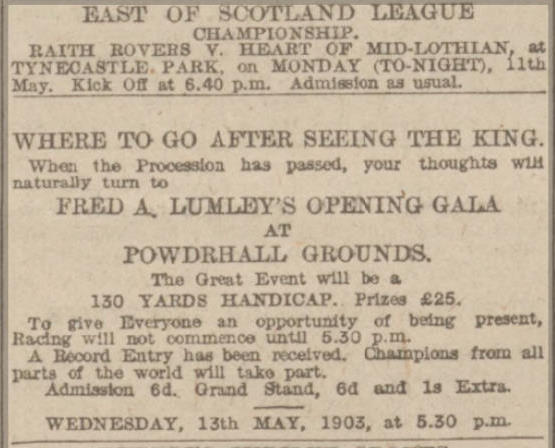 EAST OF SCOTLAND LEAGUE
CHAMPIONSHIP.
RAITH ROVERS V. HEART OF MID-LOTHIAN, at
TYNECASTLE PARK, on MONDAY (TO-NIGHT), 11th
May. Kick Off at 6.40 p.m. Admission as usual.
WHERE TO GO AFTER SEEING THE KING.
When the Procession has passed, your thoughts will
naturally turn to
FRED A. LUMLEY'S OPENING GALA
AT
POWDRHALL GROUNDS.
The Great Event will be a
130 YARDS HANDICAP. Prizes £25.
To give Everyone an opportunity of being present,
Racing will not commence until 5.30 p.m.
A Record Entry has been received. Champions from all
parts of the world will take part.
Admission 6d. Grand Stand, 6d and 1s Extra.
WEDNESDAY, 13th MAY, 1903, at 5.30 p.m.